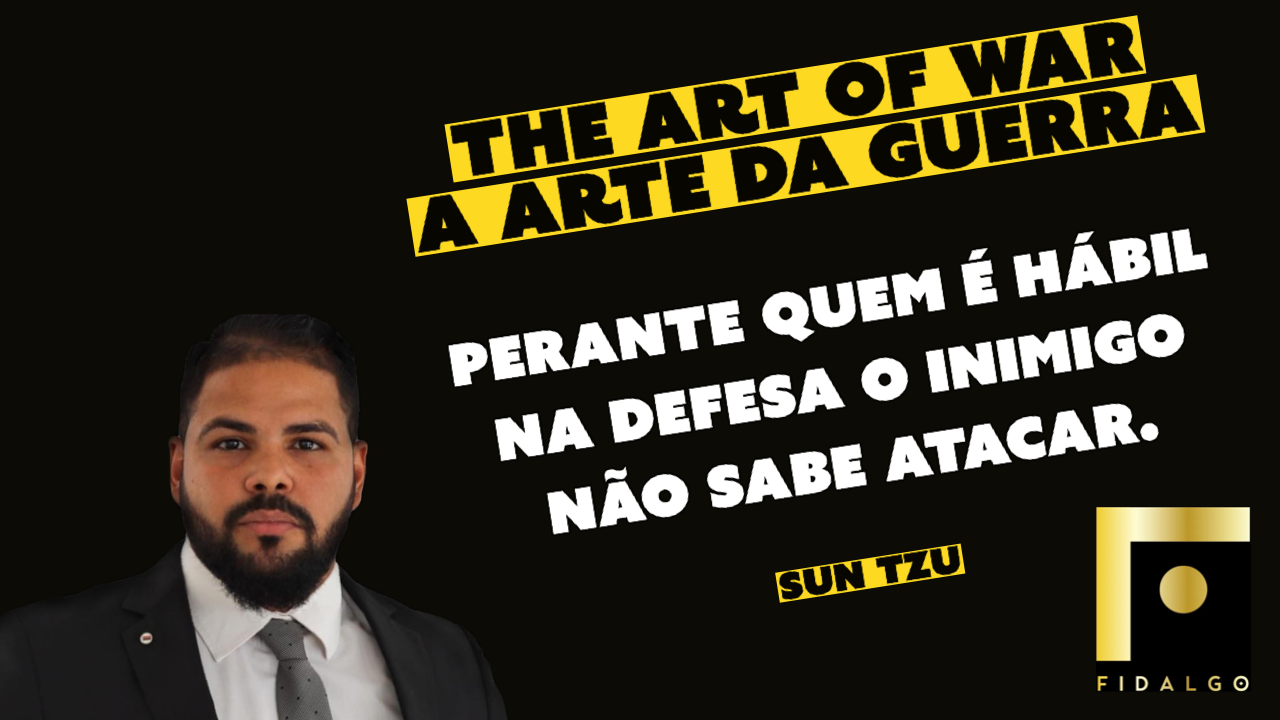 THE ART OF WAR
A ARTE DA GUERRA
PERANTE QUEM É HÁBIL
NA DEFESA O INIMIGO
NÃO SABE ATACAR.
SUN TZU
FIDALGO